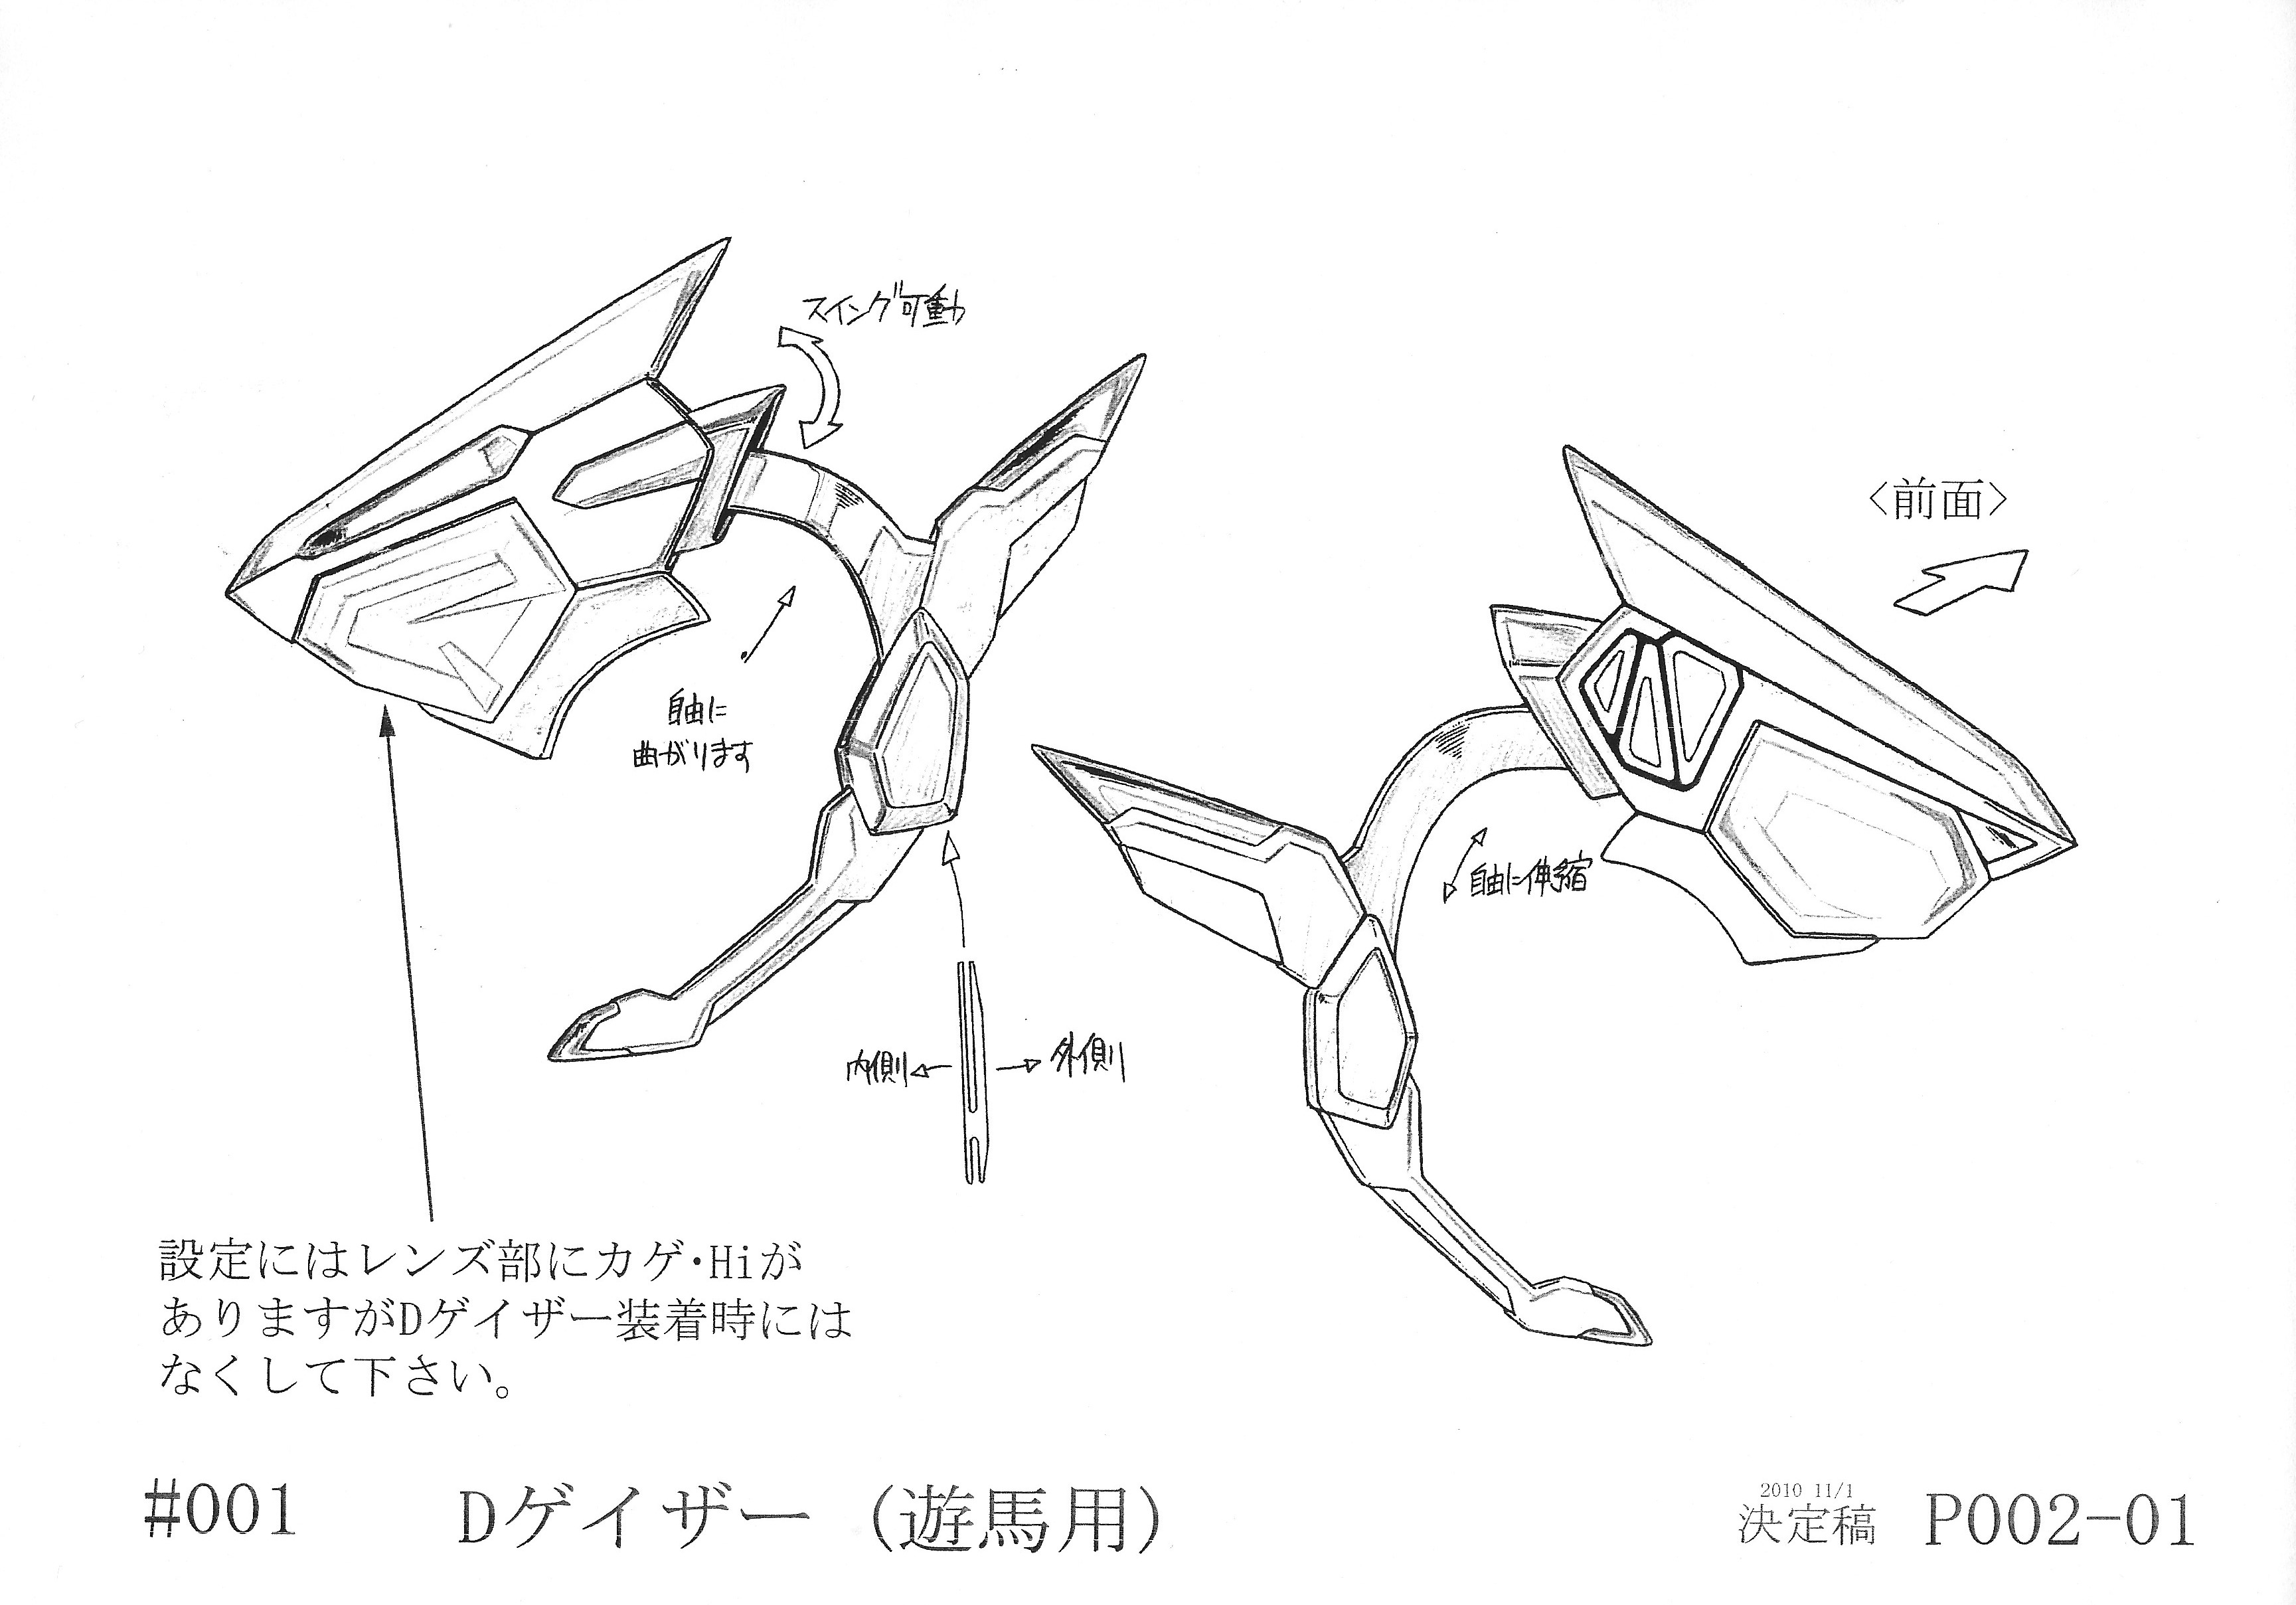 スイング可動
〈前面〉
自由に
曲がります
自由に伸縮
内側
外側
設定にはレンズ部にカゲ・Hiが
ありますがDゲイザー装着時には
なくして下さい。
#001 Dゲイザー（遊馬用）
2010 11/1
決定稿 P002-01